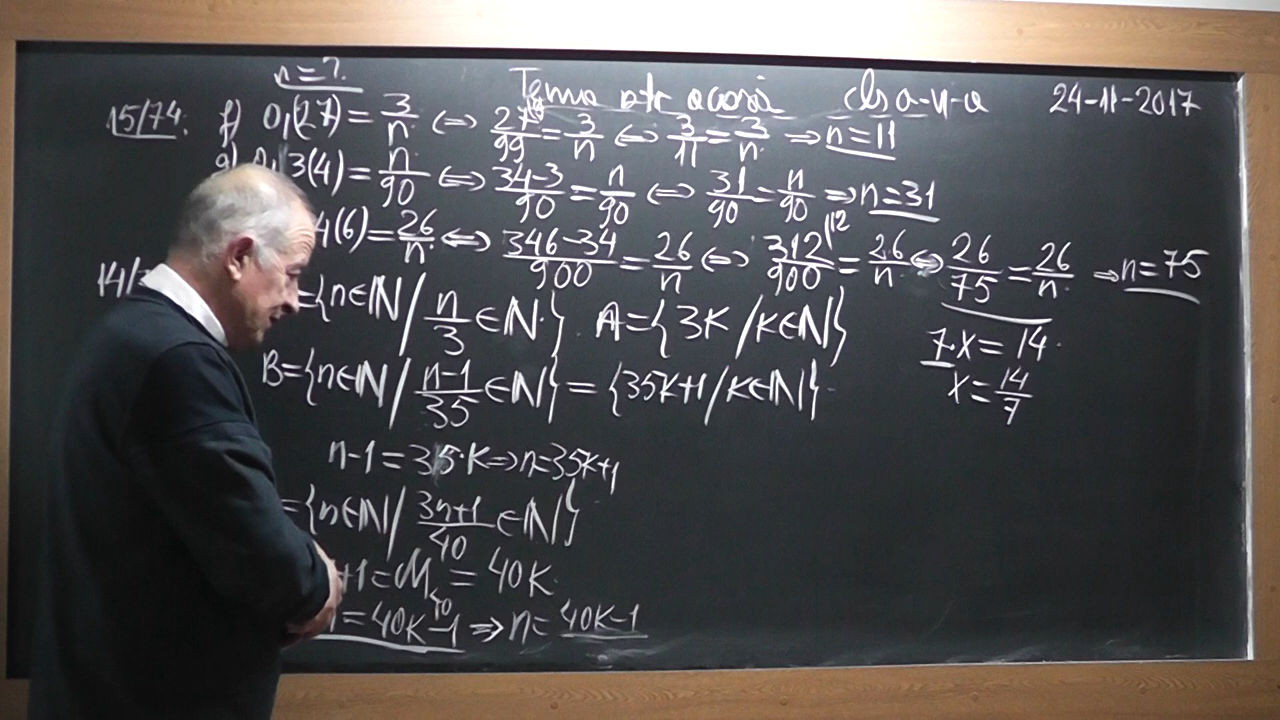 n=?
Tema acasă cls a-V-a 24-11-2017
15/74. f) 0,(27) = 3/n ⇔ 27/99 = 3/n ⇔ 3/11 = 3/n ⇒ n=11
3(4) = n/90 ⇔ 34-3/90 = n/90 ⇔ 31/90 = n/90 ⇒ n=31
4(6) = 26/n ⇔ 346-34/900 = 26/n ⇔ 312/900 |12 = 26/n ⇔ 26/75 = 26/n ⇒ n=75
14/ = {n∈ℕ / n/3 ∈ℕ} A={3K / K∈ℕ}
7·x = 14
B={n∈ℕ / n-1/35 ∈ℕ} = {35K+1 / K∈ℕ}
x = 14/7
n-1 = 35·K ⇒ n=35K+1
={n∈ℕ / 3n+1/40 ∈ℕ}
+1 = M40 = 40K
= 40K-1 ⇒ n= 40K-1